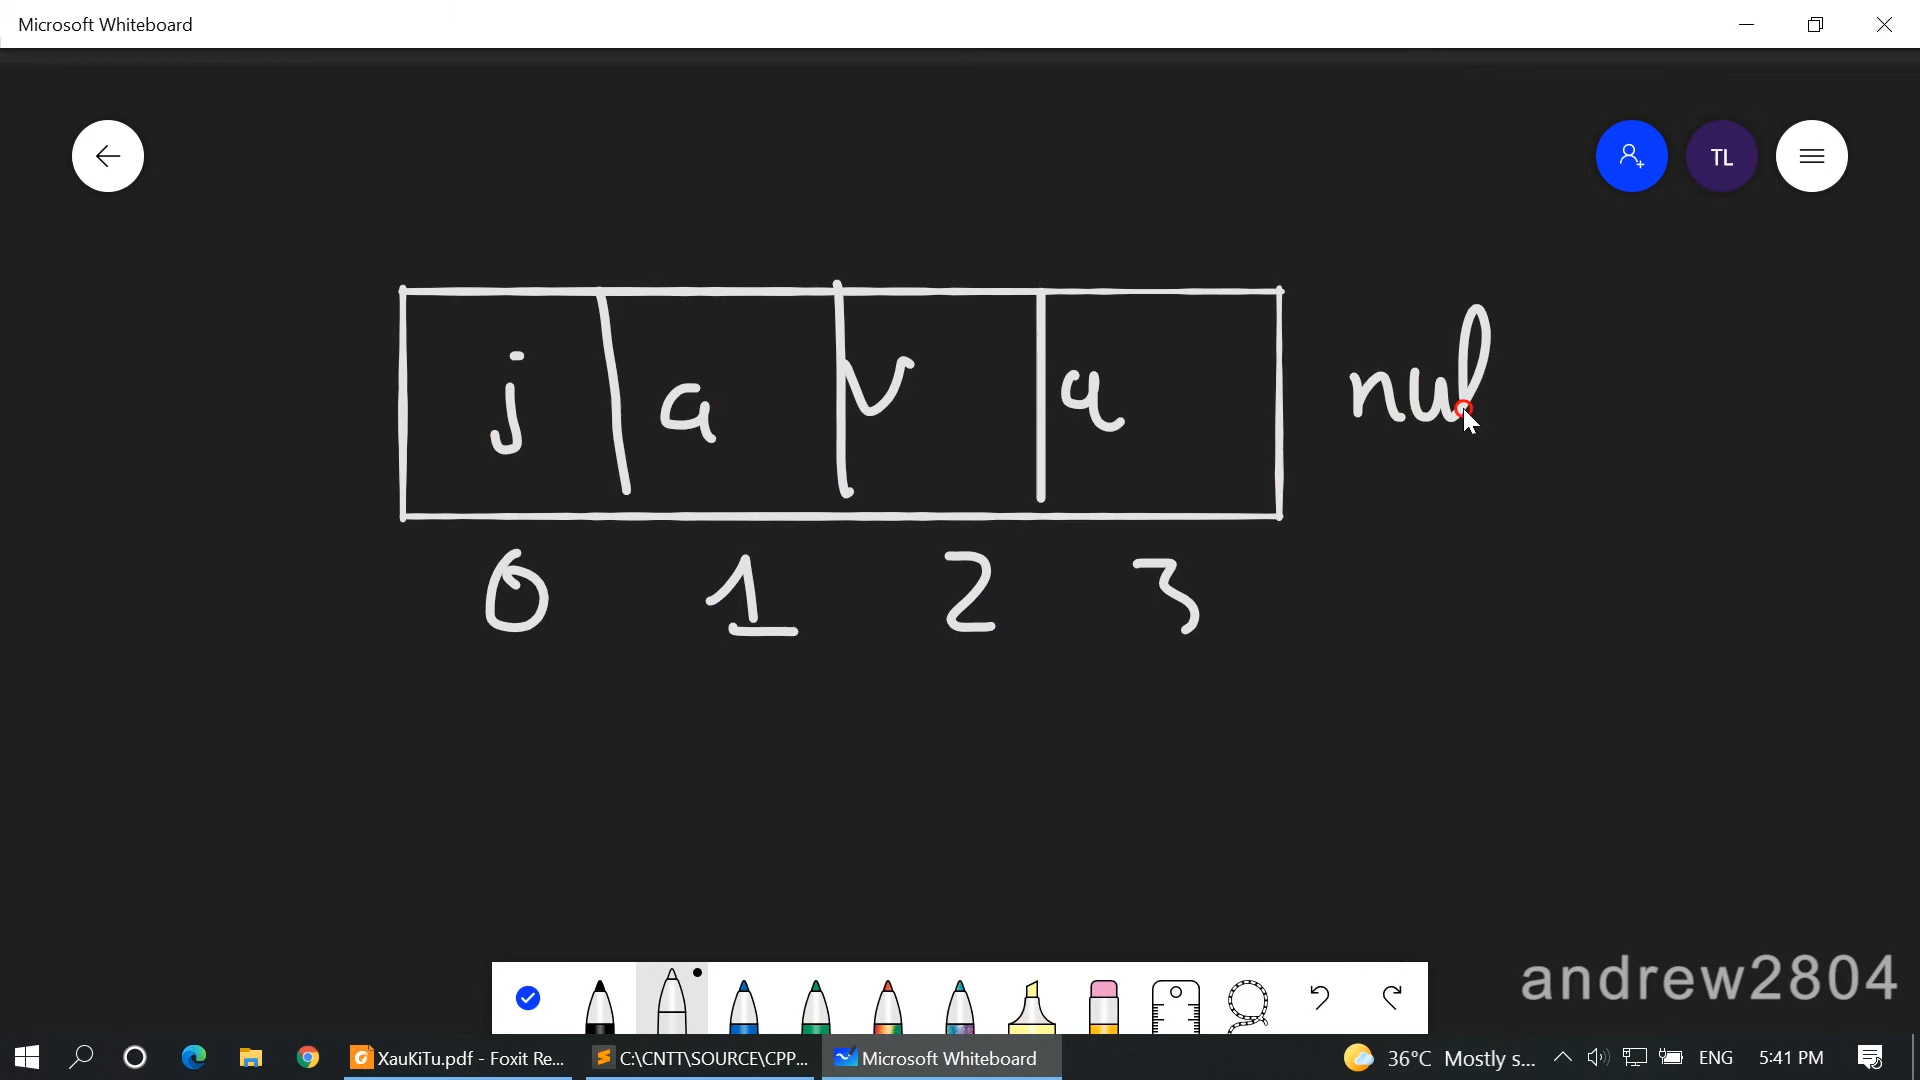 Microsoft Whiteboard
TL
j a v a nul
0 1 2 3
andrew2804
XauKiTu.pdf - Foxit Re... C:\CNTT\SOURCE\CPP... Microsoft Whiteboard 36°C Mostly s... ENG 5:41 PM